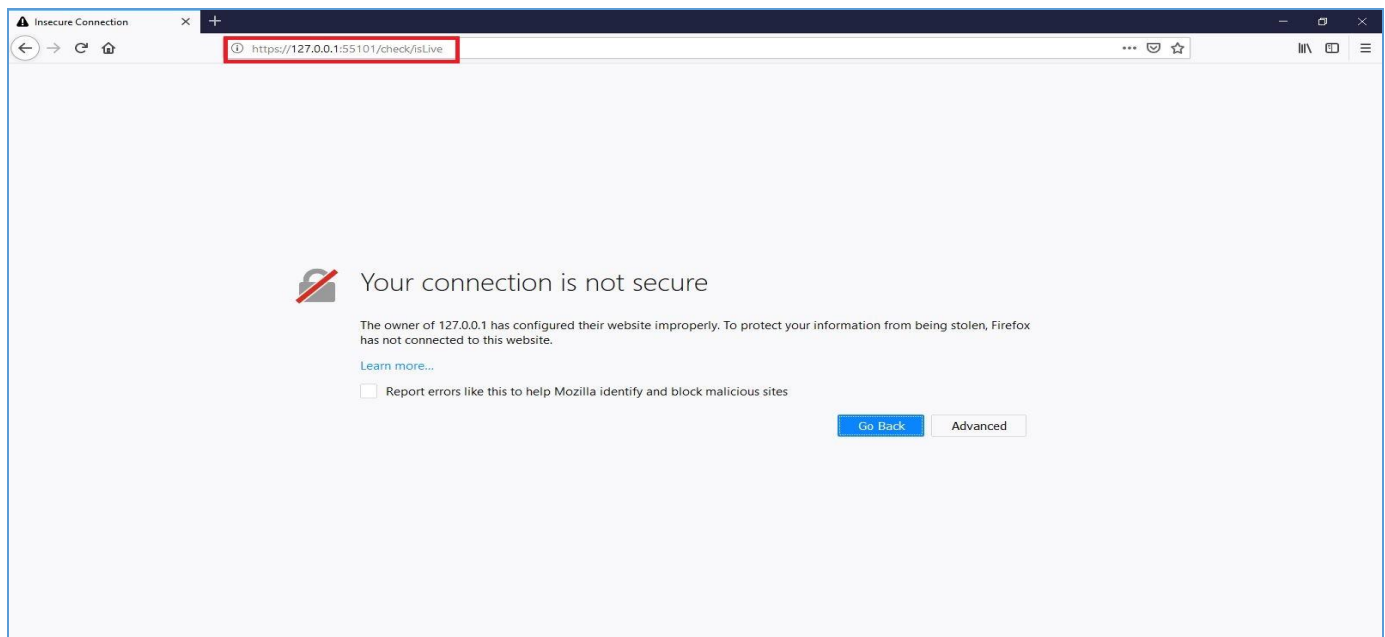 Insecure Connection
https://127.0.0.1:55101/check/isLive
Your connection is not secure
The owner of 127.0.0.1 has configured their website improperly. To protect your information from being stolen, Firefox
has not connected to this website.
Learn more...
Report errors like this to help Mozilla identify and block malicious sites
Go Back Advanced